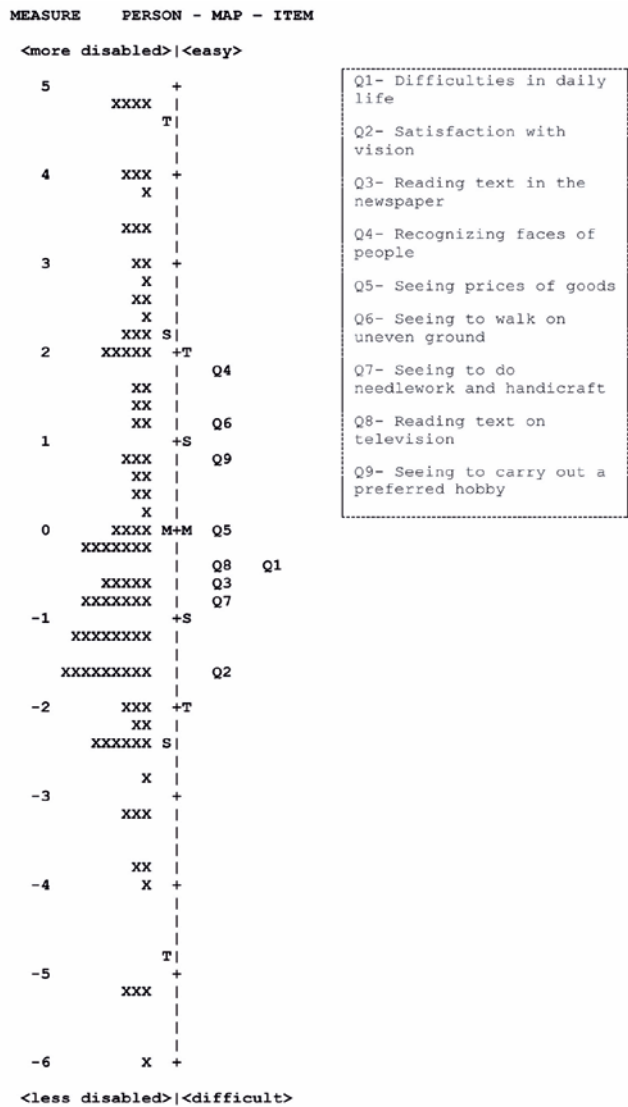 MEASURE PERSON - MAP - ITEM
<more disabled>|<easy>
5 +
XXXX |
T|
|
|
4 XXX +
X |
|
XXX |
|
3 XX +
X |
XX |
X |
XXX S|
2 XXXXX +T
| Q4
XX |
XX |
XX | Q6
1 +S
XXX | Q9
XX |
XX |
X |
0 XXXX M+M Q5
XXXXXXX |
| Q8 Q1
XXXXX | Q3
XXXXXXX | Q7
-1 +S
XXXXXXXX |
|
XXXXXXXXX | Q2
|
-2 XXX +T
XX |
XXXXXX S|
|
X |
-3 +
XXX |
|
|
XX |
-4 X +
|
|
|
T|
-5 +
XXX |
|
|
|
-6 X +
<less disabled>|<difficult>
Q1- Difficulties in daily
life
Q2- Satisfaction with
vision
Q3- Reading text in the
newspaper
Q4- Recognizing faces of
people
Q5- Seeing prices of goods
Q6- Seeing to walk on
uneven ground
Q7- Seeing to do
needlework and handicraft
Q8- Reading text on
television
Q9- Seeing to carry out a
preferred hobby